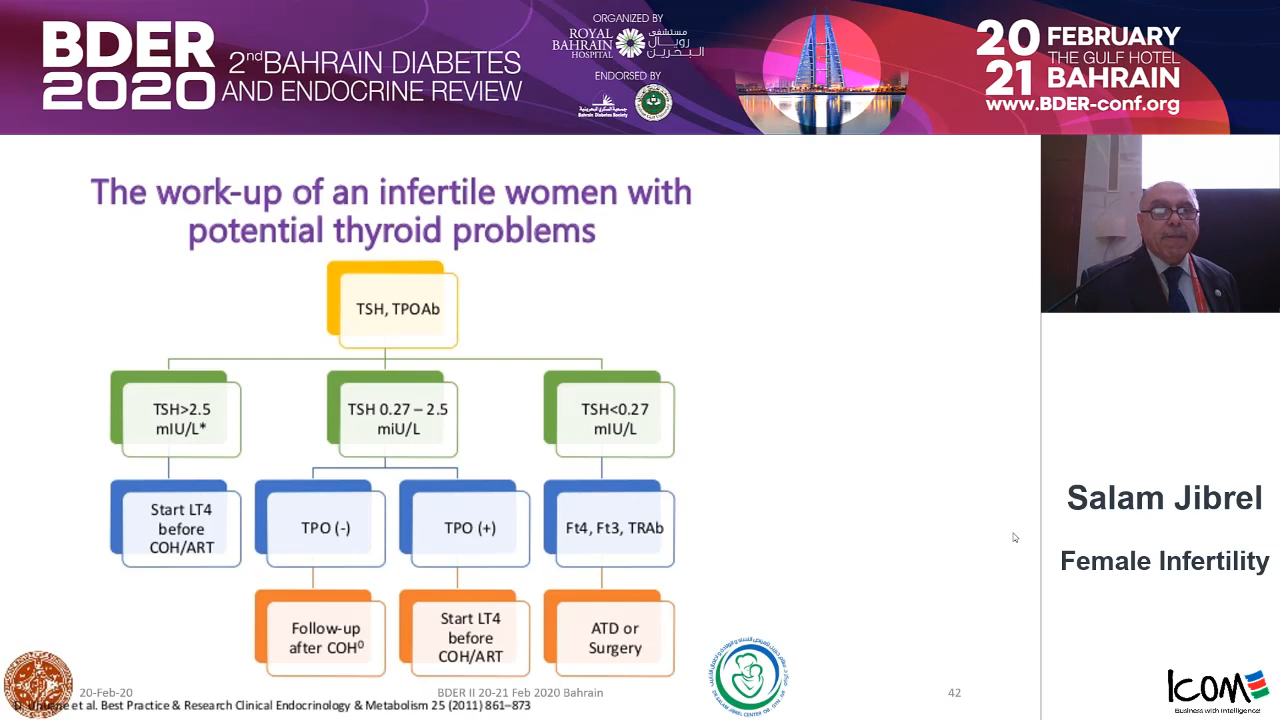 BDER
2020
2nd BAHRAIN DIABETES
AND ENDOCRINE REVIEW
ORGANIZED BY
ROYAL
BAHRAIN
HOSPITAL
مستشفى
رويال
البحرين
ENDORSED BY
Bahrain Diabetes Society
20 FEBRUARY
THE GULF HOTEL
21 BAHRAIN
www.BDER-conf.org
The work-up of an infertile women with
potential thyroid problems
TSH, TPOAb
TSH>2.5
mIU/L*
TSH 0.27 – 2.5
miU/L
TSH<0.27
mIU/L
Start LT4
before
COH/ART
TPO (-)
TPO (+)
Ft4, Ft3, TRAb
Follow-up
after COH⁰
Start LT4
before
COH/ART
ATD or
Surgery
20-Feb-20
BDER II 20-21 Feb 2020 Bahrain
42
et al. Best Practice & Research Clinical Endocrinology & Metabolism 25 (2011) 861–873
Salam Jibrel
Female Infertility
ICOM
Business with Intelligence!